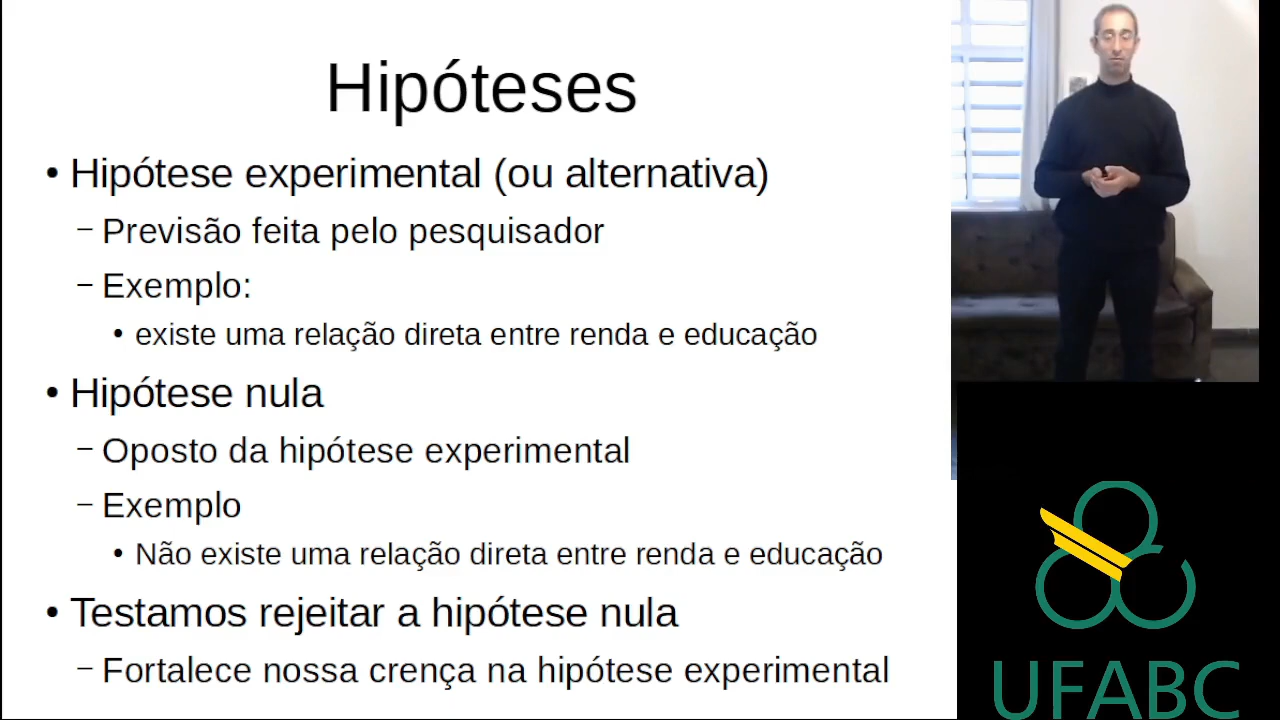 Hipóteses
• Hipótese experimental (ou alternativa)
– Previsão feita pelo pesquisador
– Exemplo:
• existe uma relação direta entre renda e educação
• Hipótese nula
– Oposto da hipótese experimental
– Exemplo
• Não existe uma relação direta entre renda e educação
• Testamos rejeitar a hipótese nula
– Fortalece nossa crença na hipótese experimental
UFABC